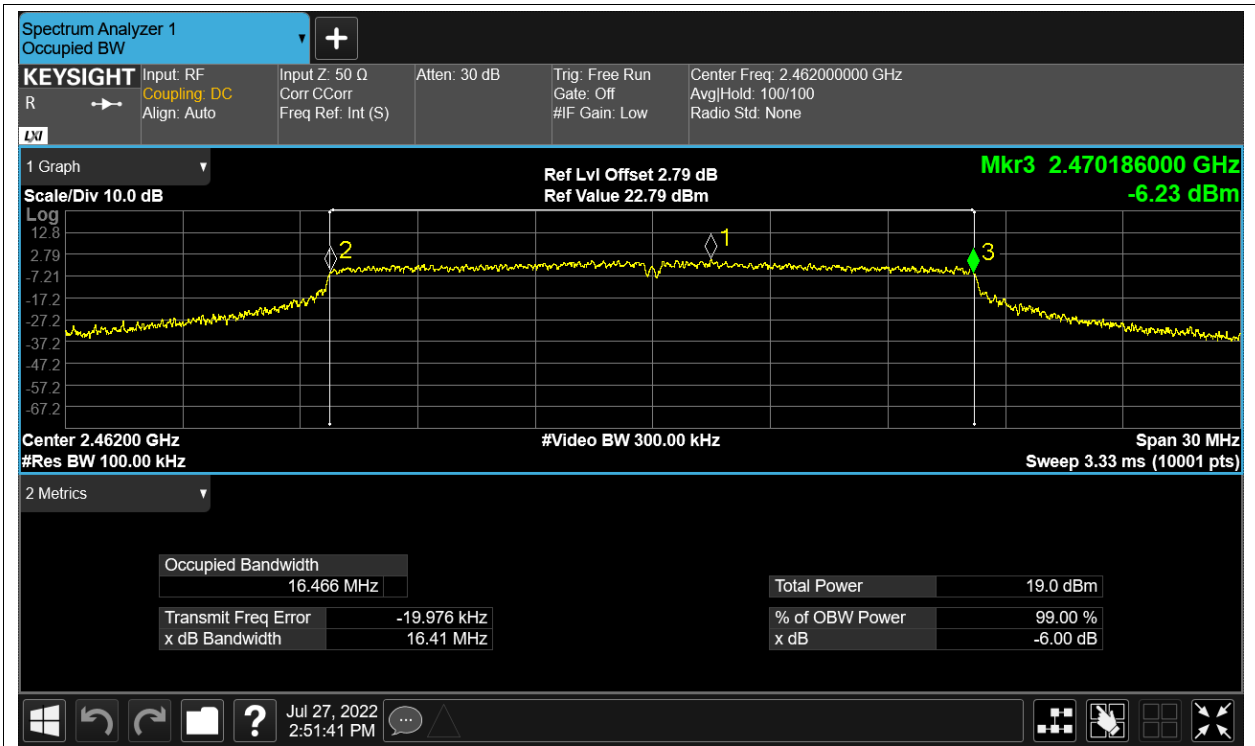 Spectrum Analyzer 1
Occupied BW
KEYSIGHT
R
LXI
Input: RF
Coupling: DC
Align: Auto
Input Z: 50 Ω
Corr CCorr
Freq Ref: Int (S)
Atten: 30 dB
Trig: Free Run
Gate: Off
#IF Gain: Low
Center Freq: 2.462000000 GHz
Avg|Hold: 100/100
Radio Std: None
1 Graph
Scale/Div 10.0 dB
Ref Lvl Offset 2.79 dB
Ref Value 22.79 dBm
Mkr3 2.470186000 GHz
-6.23 dBm
Log
12.8
2.79
-7.21
-17.2
-27.2
-37.2
-47.2
-57.2
-67.2
2
1
3
Center 2.46200 GHz
#Res BW 100.00 kHz
#Video BW 300.00 kHz
Span 30 MHz
Sweep 3.33 ms (10001 pts)
2 Metrics
Occupied Bandwidth
16.466 MHz
Transmit Freq Error -19.976 kHz
x dB Bandwidth 16.41 MHz
Total Power 19.0 dBm
% of OBW Power 99.00 %
x dB -6.00 dB
?
Jul 27, 2022
2:51:41 PM